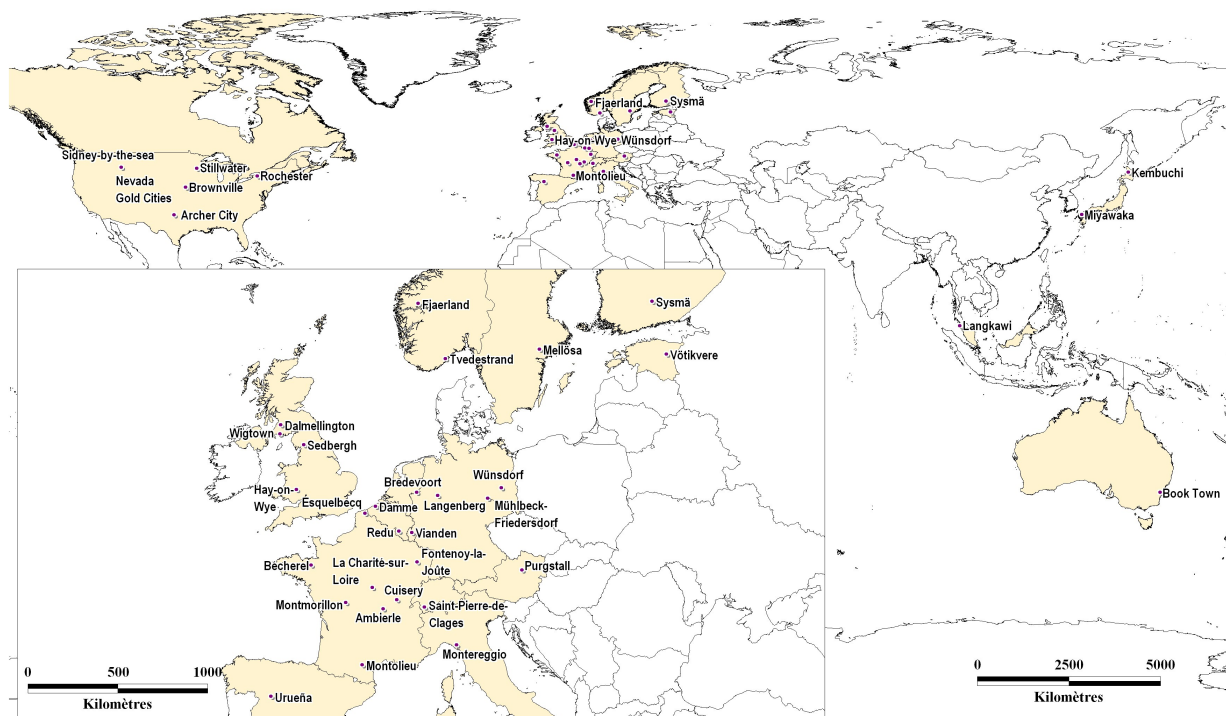 Fjaerland
Sysmä
Hay-on-Wye
Wünsdorf
Montolieu
Sidney-by-the-sea
Stillwater
Rochester
Nevada
Gold Cities
Brownville
Archer City
Kembuchi
Miyawaka
Langkawi
Book Town
Fjaerland
Sysmä
Tvedestrand
Mellösa
Võtikvere
Dalmellington
Wigtown
Sedbergh
Hay-on-
Wye
Esquelbecq
Bredevoort
Damme
Langenberg
Wünsdorf
Mühlbeck-
Friedersdorf
Redu
Vianden
Bécherel
La Charité-sur-
Loire
Fontenoy-la-
Joûte
Purgstall
Cuisery
Montmorillon
Ambierle
Saint-Pierre-de-
Clages
Montereggio
Montolieu
Urueña
0 500 1000
Kilomètres
0 2500 5000
Kilomètres